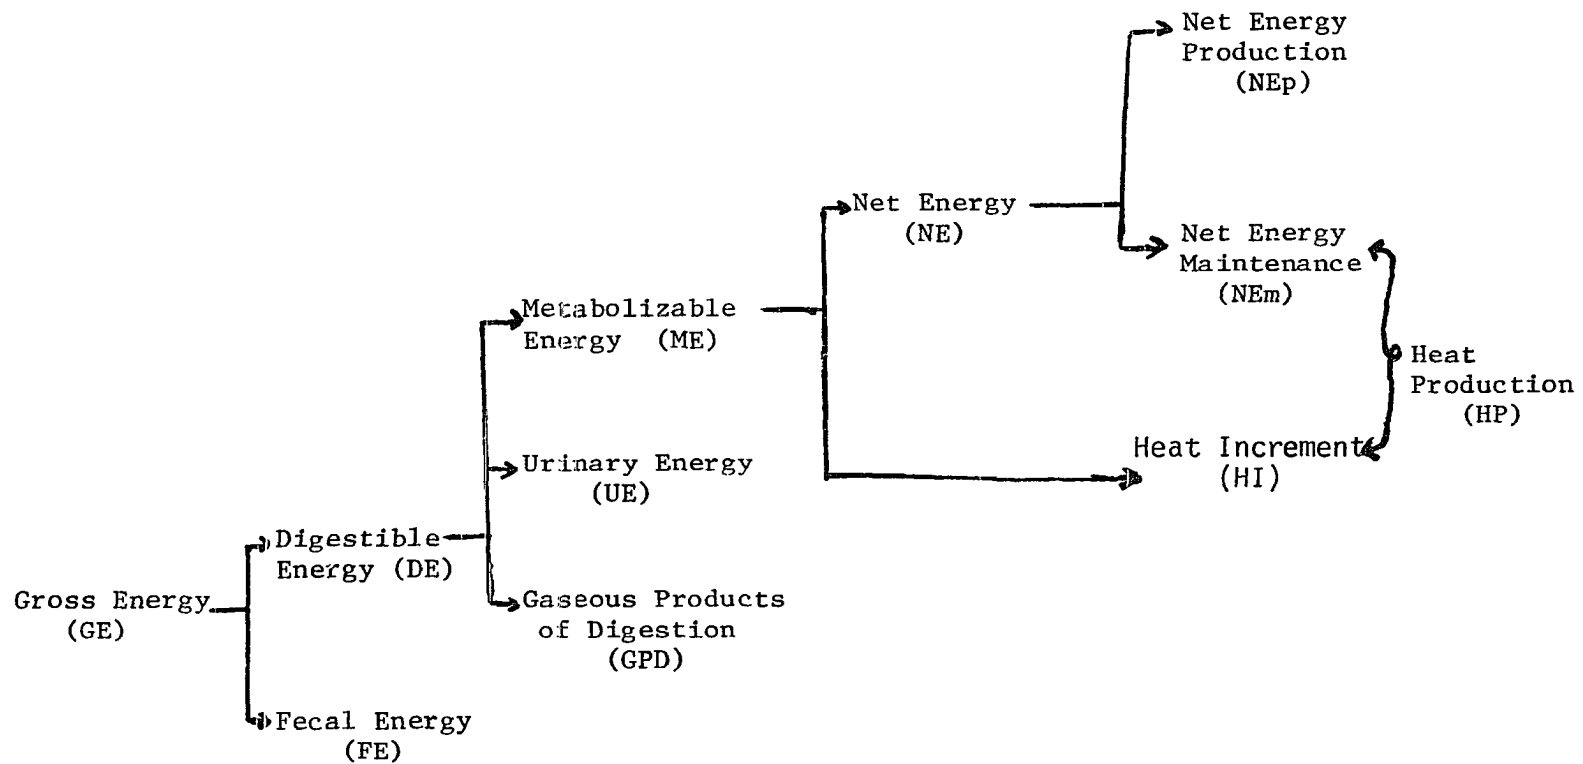 Net Energy
Production
(NEp)
Net Energy
(NE)
Net Energy
Maintenance
(NEm)
Metabolizable
Energy (ME)
Heat
Production
(HP)
Heat Increment
(HI)
Urinary Energy
(UE)
Digestible
Energy (DE)
Gross Energy
(GE)
Gaseous Products
of Digestion
(GPD)
Fecal Energy
(FE)